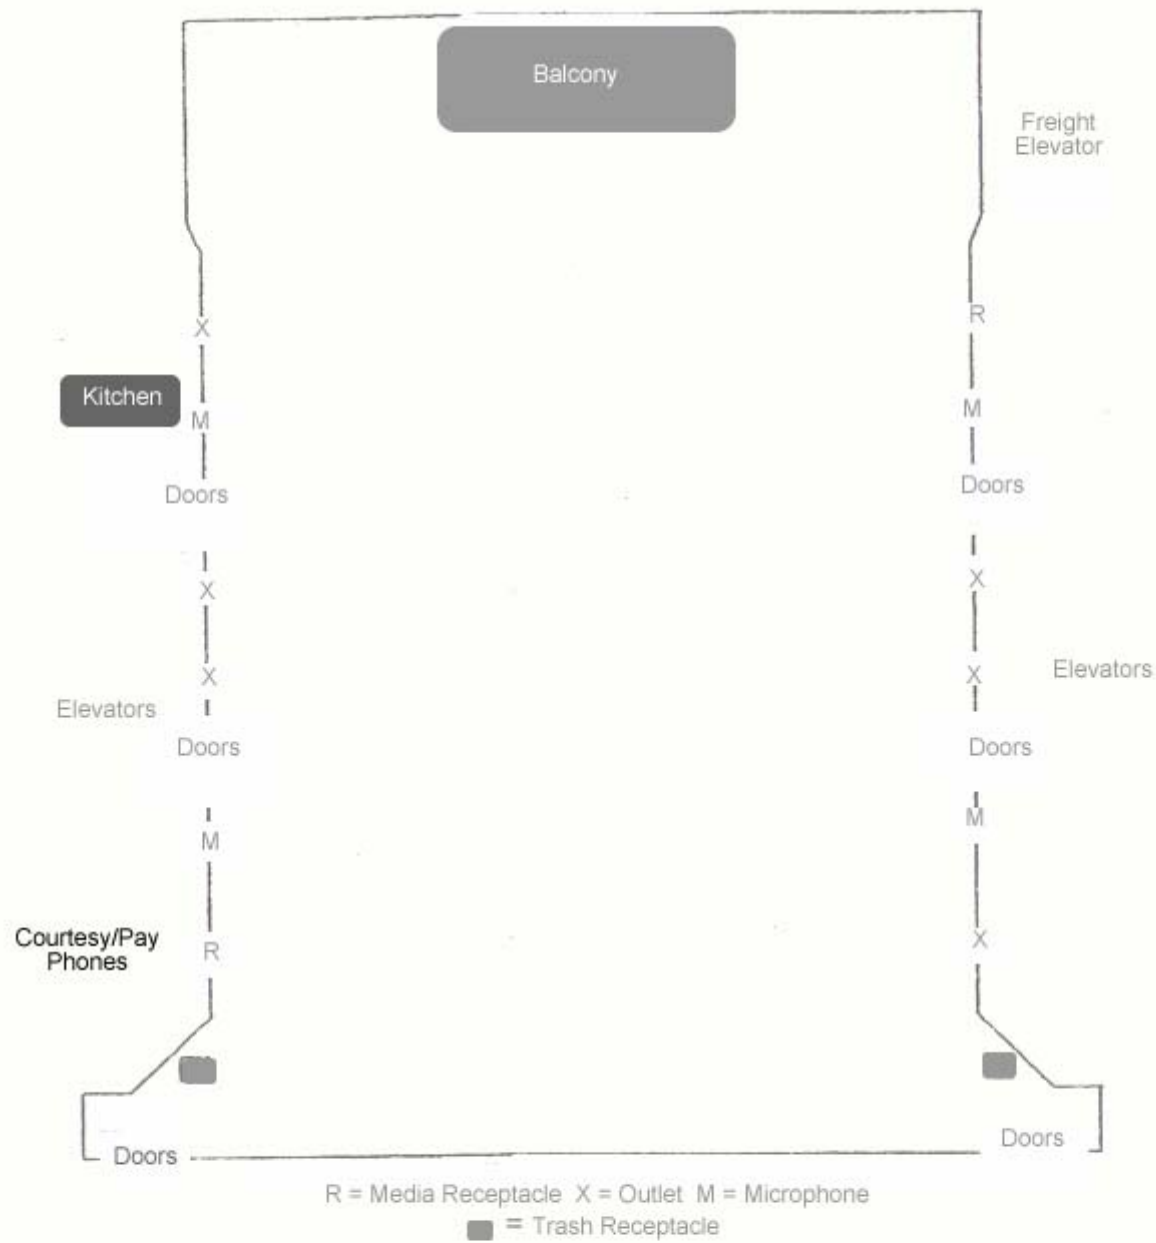 Balcony
Freight
Elevator
R
X
Kitchen
M
M
Doors
Doors
X
X
X
X
Elevators
Elevators
Doors
Doors
M
M
Courtesy/Pay
Phones
R
X
Doors
Doors
R = Media Receptacle X = Outlet M = Microphone
= Trash Receptacle